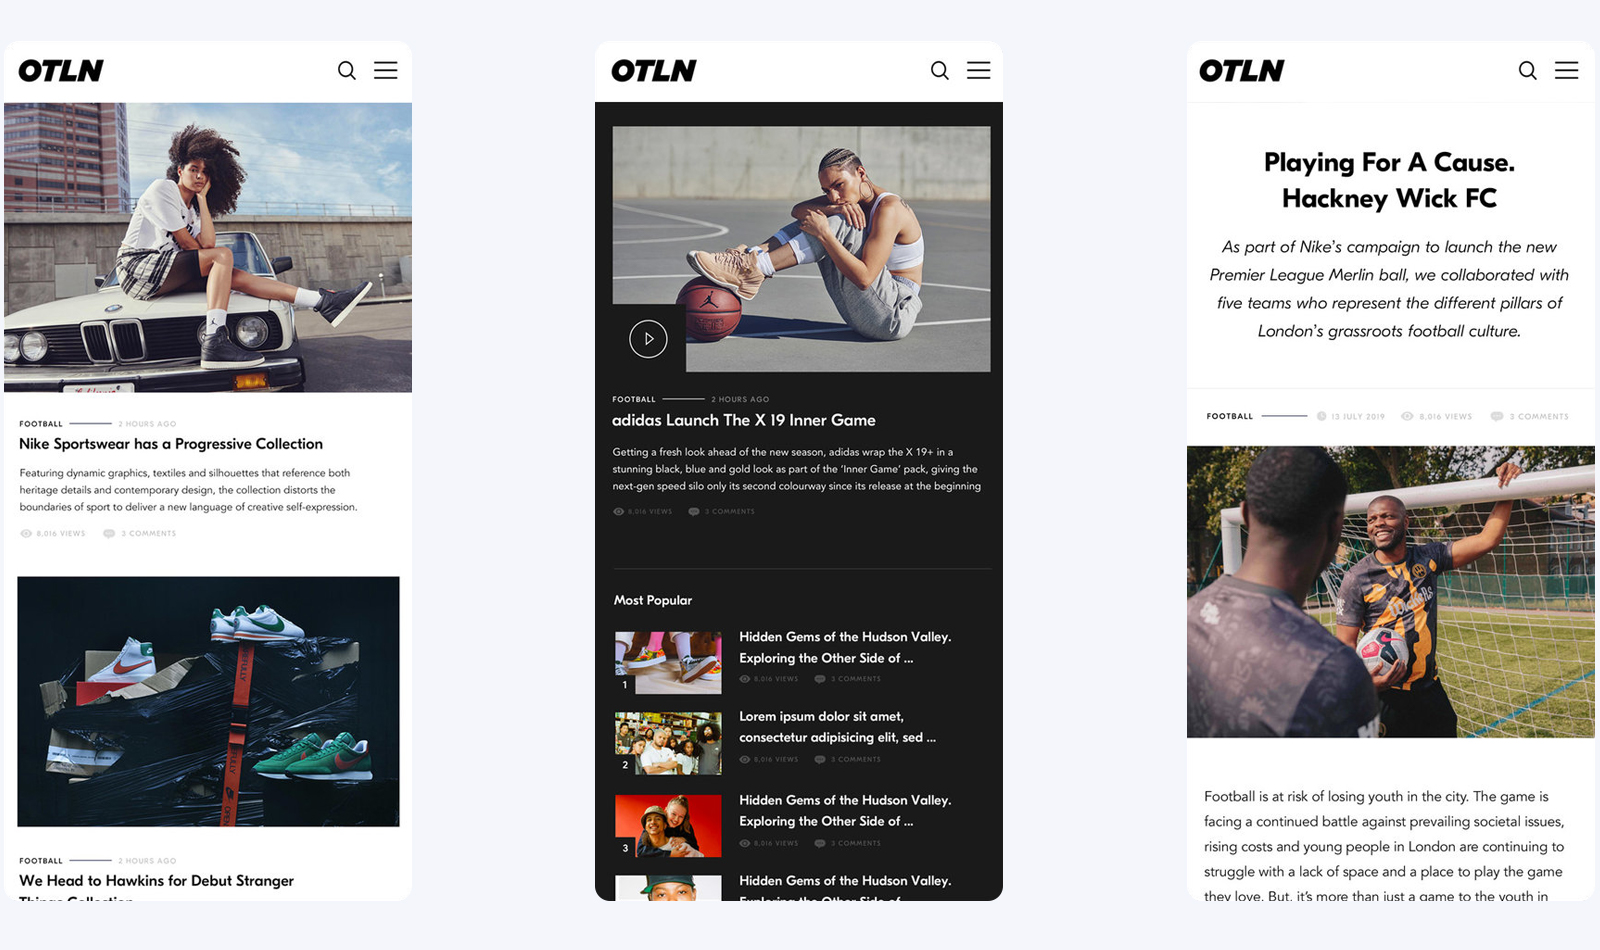 OTLN
FOOTBALL 2 HOURS AGO
Nike Sportswear has a Progressive Collection
Featuring dynamic graphics, textiles and silhouettes that reference both
heritage details and contemporary design, the collection distorts the
boundaries of sport to deliver a new language of creative self-expression.
8,016 VIEWS 3 COMMENTS
FOOTBALL 2 HOURS AGO
We Head to Hawkins for Debut Stranger
Things Collection
OTLN
FOOTBALL 2 HOURS AGO
adidas Launch The X 19 Inner Game
Getting a fresh look ahead of the new season, adidas wrap the X 19+ in a
stunning black, blue and gold look as part of the ‘Inner Game’ pack, giving the
next-gen speed silo only its second colourway since its release at the beginning
8,016 VIEWS 3 COMMENTS
Most Popular
1
Hidden Gems of the Hudson Valley.
Exploring the Other Side of ...
8,016 VIEWS 3 COMMENTS
2
Lorem ipsum dolor sit amet,
consectetur adipisicing elit, sed ...
8,016 VIEWS 3 COMMENTS
3
Hidden Gems of the Hudson Valley.
Exploring the Other Side of ...
8,016 VIEWS 3 COMMENTS
Hidden Gems of the Hudson Valley.
Exploring the Other Side of ...
OTLN
Playing For A Cause.
Hackney Wick FC
As part of Nike’s campaign to launch the new
Premier League Merlin ball, we collaborated with
five teams who represent the different pillars of
London’s grassroots football culture.
FOOTBALL 13 JULY 2019 8,016 VIEWS 3 COMMENTS
Football is at risk of losing youth in the city. The game is
facing a continued battle against prevailing societal issues,
rising costs and young people in London are continuing to
struggle with a lack of space and a place to play the game
they love. But, it’s more than just a game to the youth in